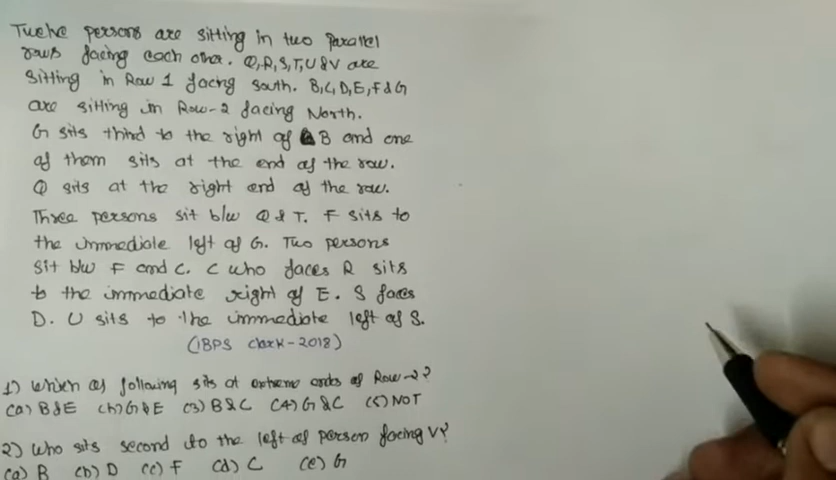 Twelve persons are sitting in two parallel
rows facing each other. Q, R, S, T, U & V are
sitting in Row 1 facing south. B, C, D, E, F & G
are sitting in Row-2 facing North.
G sits third to the right of B and one
of them sits at the end of the row.
Q sits at the right end of the row.
Three persons sit b/w Q & T. F sits to
the immediate left of G. Two persons
sit b/w F and C. C who faces R sits
to the immediate right of E. S faces
D. U sits to the immediate left of S.
(IBPS Clerk-2018)
1) Which of following sits at extreme ends of Row-2?
(a) B & E (b) G & E (3) B & C (4) G & C (5) NOT
2) Who sits second to the left of person facing V?
(a) B (b) D (c) F (d) C (e) G